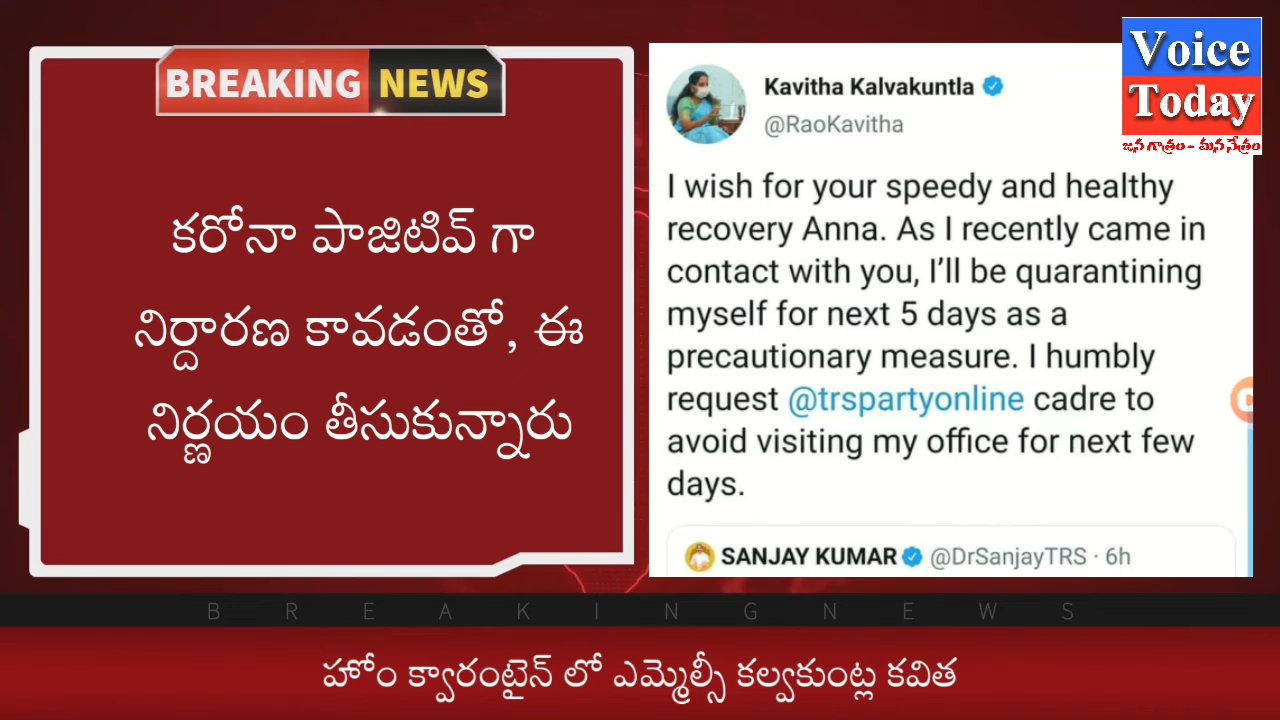 BREAKING NEWS
కరోనా పాజిటివ్ గా
నిర్దారణ కావడంతో, ఈ
నిర్ణయం తీసుకున్నారు
Kavitha Kalvakuntla
@RaoKavitha
I wish for your speedy and healthy
recovery Anna. As I recently came in
contact with you, I'll be quarantining
myself for next 5 days as a
precautionary measure. I humbly
request @trspartyonline cadre to
avoid visiting my office for next few
days.
SANJAY KUMAR @DrSanjayTRS · 6h
Voice
Today
జన గాత్రం - మన నేత్రం
B R E A K I N G N E W S
హోం క్వారంటైన్ లో ఎమ్మెల్సీ కల్వకుంట్ల కవిత